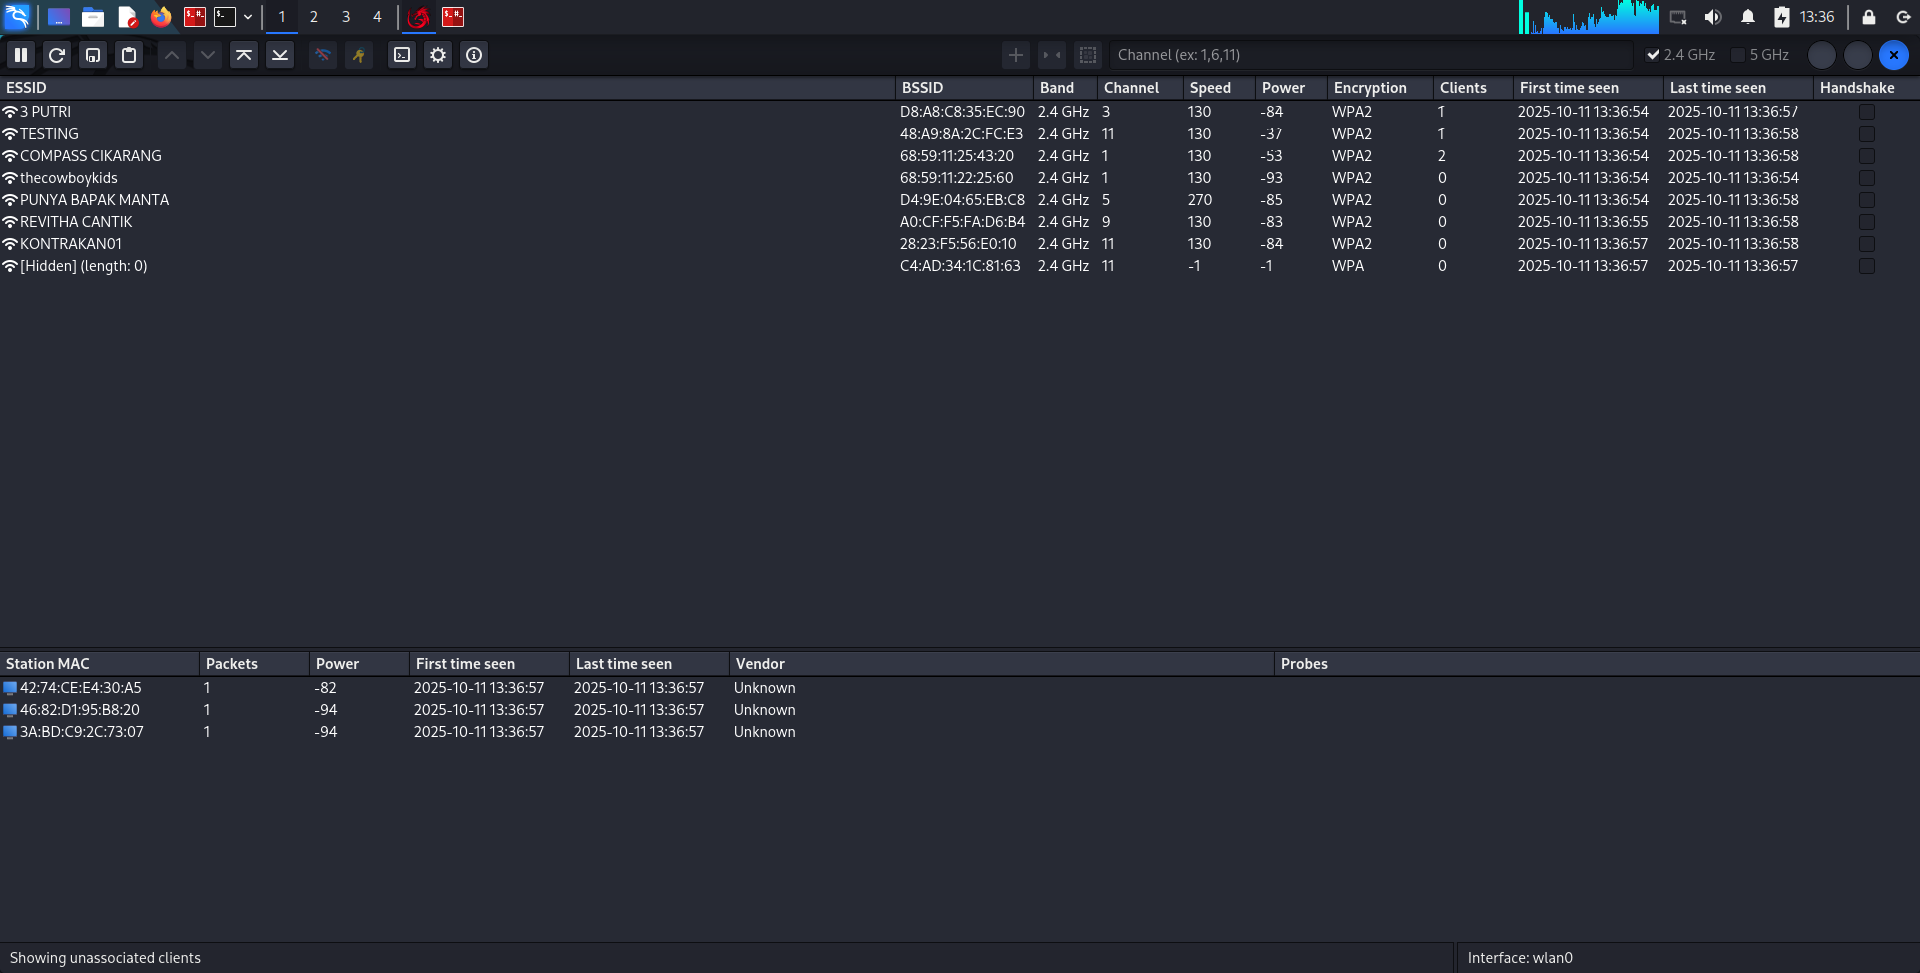 1 2 3 4 13:36
Channel (ex: 1,6,11) 2.4 GHz 5 GHz
ESSID BSSID Band Channel Speed Power Encryption Clients First time seen Last time seen Handshake
3 PUTRI D8:A8:C8:35:EC:90 2.4 GHz 3 130 -84 WPA2 1 2025-10-11 13:36:54 2025-10-11 13:36:57
TESTING 48:A9:8A:2C:FC:E3 2.4 GHz 11 130 -37 WPA2 1 2025-10-11 13:36:54 2025-10-11 13:36:58
COMPASS CIKARANG 68:59:11:25:43:20 2.4 GHz 1 130 -53 WPA2 2 2025-10-11 13:36:54 2025-10-11 13:36:58
thecowboykids 68:59:11:22:25:60 2.4 GHz 1 130 -93 WPA2 0 2025-10-11 13:36:54 2025-10-11 13:36:54
PUNYA BAPAK MANTA D4:9E:04:65:EB:C8 2.4 GHz 5 270 -85 WPA2 0 2025-10-11 13:36:54 2025-10-11 13:36:58
REVITHA CANTIK A0:CF:F5:FA:D6:B4 2.4 GHz 9 130 -83 WPA2 0 2025-10-11 13:36:55 2025-10-11 13:36:58
KONTRAKAN01 28:23:F5:56:E0:10 2.4 GHz 11 130 -84 WPA2 0 2025-10-11 13:36:57 2025-10-11 13:36:58
[Hidden] (length: 0) C4:AD:34:1C:81:63 2.4 GHz 11 -1 -1 WPA 0 2025-10-11 13:36:57 2025-10-11 13:36:57
Station MAC Packets Power First time seen Last time seen Vendor Probes
42:74:CE:E4:30:A5 1 -82 2025-10-11 13:36:57 2025-10-11 13:36:57 Unknown
46:82:D1:95:B8:20 1 -94 2025-10-11 13:36:57 2025-10-11 13:36:57 Unknown
3A:BD:C9:2C:73:07 1 -94 2025-10-11 13:36:57 2025-10-11 13:36:57 Unknown
Showing unassociated clients Interface: wlan0